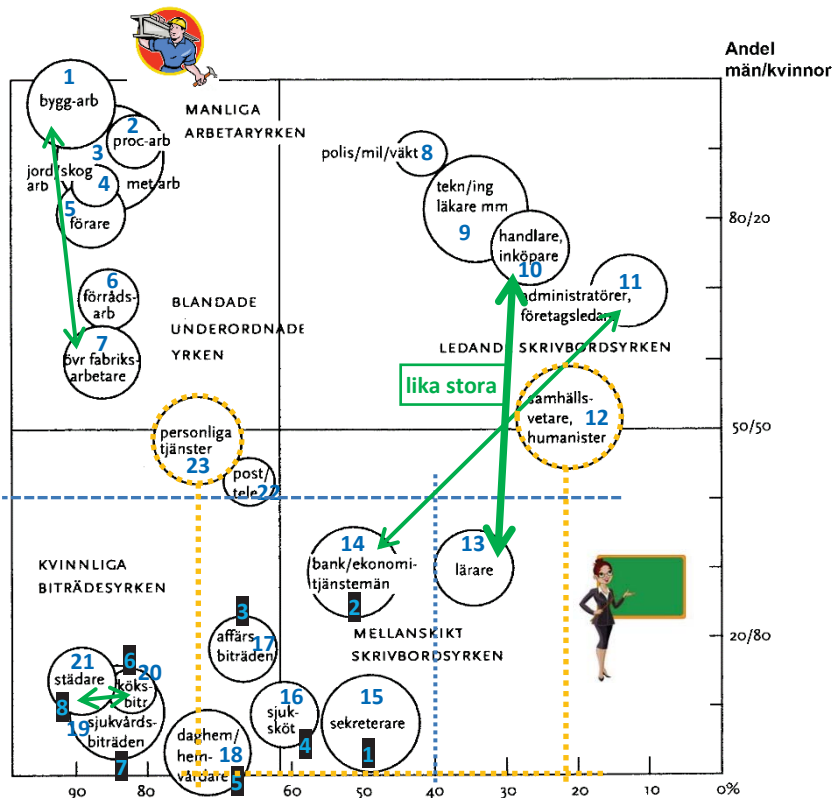 Andel
män/kvinnor
1
bygg-arb
MANLIGA
ARBETARYRKEN
2
proc-arb
3
jord/skog
arb
4
met-arb
5
förare
polis/mil/väkt 8
tekn/ing
läkare mm
9
80/20
handlare,
inköpare
10
11
administratörer,
företagsledare
6
förråds-
arb
BLANDADE
UNDERORDNADE
YRKEN
7
övr fabriks-
arbetare
LEDANDE SKRIVBORDSYRKEN
lika stora
samhälls-
vetare,
humanister
12
50/50
personliga
tjänster
23
post/
tele 22
KVINNLIGA
BITRÄDESYRKEN
14
bank/ekonomi-
tjänstemän
2
13
lärare
3
affärs
biträden
17
MELLANSKIKT
SKRIVBORDSYRKEN
20/80
21
städare
8
6
20
köks-
bitr
19
sjukvårds-
biträden
7
16
sjuk-
sköt
4
15
sekreterare
1
daghem/
hem-
vårdare
18
5
90
80
60
50
40
30
20
10
0%